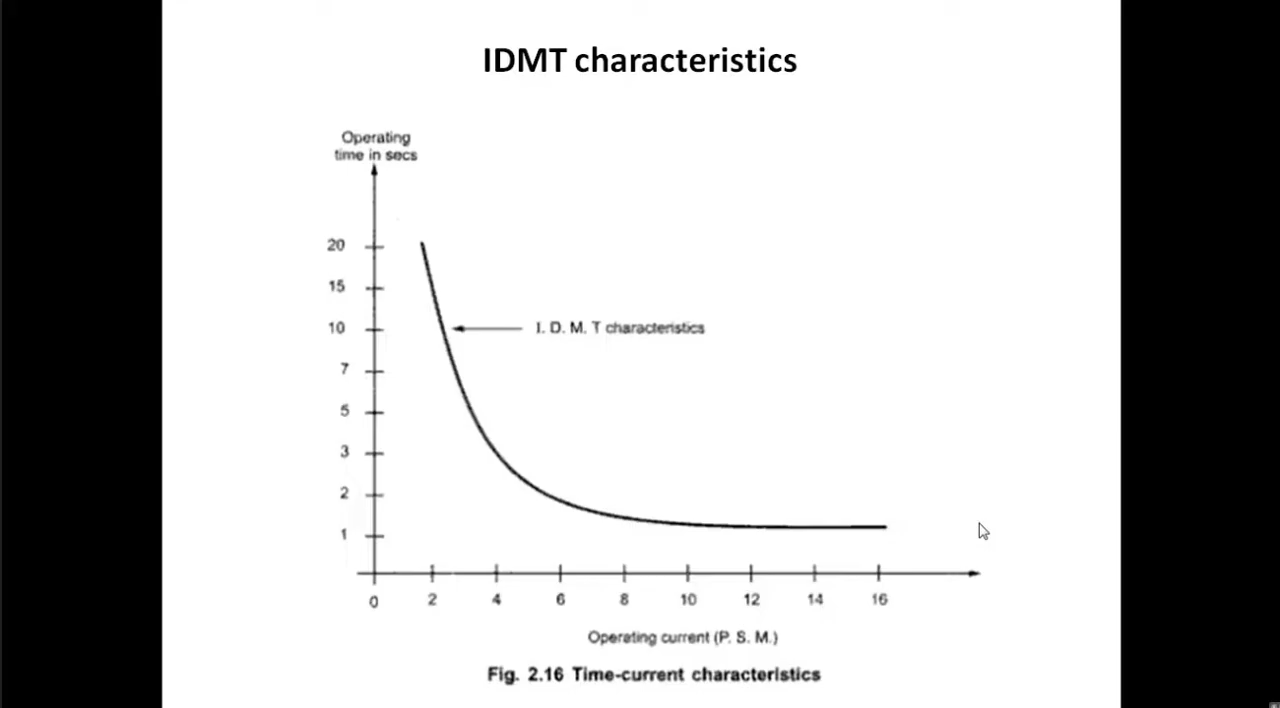 IDMT characteristics
Operating
time in secs
20
15
10
I. D. M. T characteristics
7
5
3
2
1
0 2 4 6 8 10 12 14 16
Operating current (P. S. M.)
Fig. 2.16 Time-current characteristics